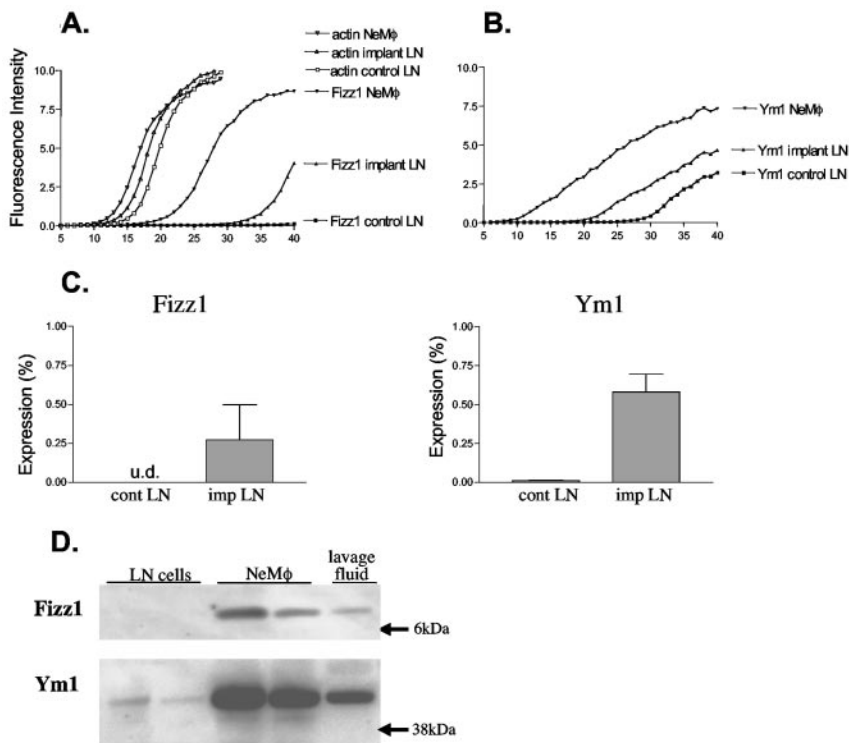 A.
actin NeMϕ
actin implant LN
actin control LN
Fizz1 NeMϕ
Fizz1 implant LN
Fizz1 control LN
Fluorescence Intensity
10.0
7.5
5.0
2.5
0.0
5 10 15 20 25 29 35 40
B.
Ym1 NeMϕ
Ym1 implant LN
Ym1 control LN
10.0
7.5
5.0
2.5
0.0
5 10 15 20 25 30 35 40
C.
Fizz1
Expression (%)
1.00
0.75
0.50
0.25
0.00
u.d.
cont LN imp LN
Ym1
Expression (%)
1.00
0.75
0.50
0.25
0.00
cont LN imp LN
D.
LN cells NeMϕ lavage
fluid
Fizz1
6kDa
Ym1
38kDa